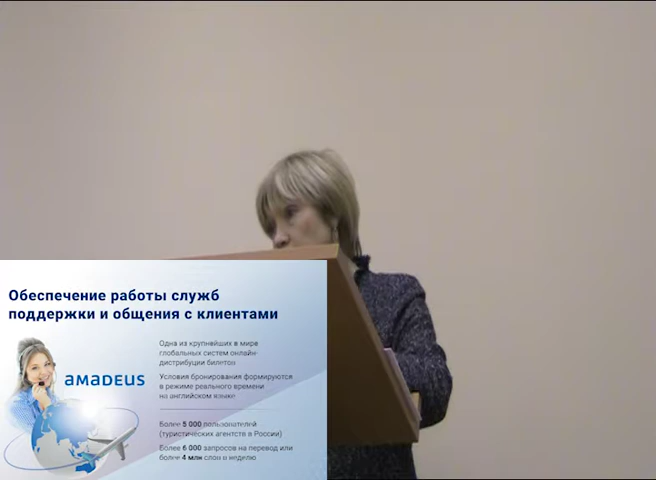 Обеспечение работы служб
поддержки и общения с клиентами
Одна из крупнейших в мире
глобальных систем онлайн-
дистрибуции билетов
amadeus
Условия бронирования формируются
в режиме реального времени
на английском языке
Более 5 000 пользователей
(туристических агентств в России)
Более 6 000 запросов на перевод или
более 4 млн слов в неделю